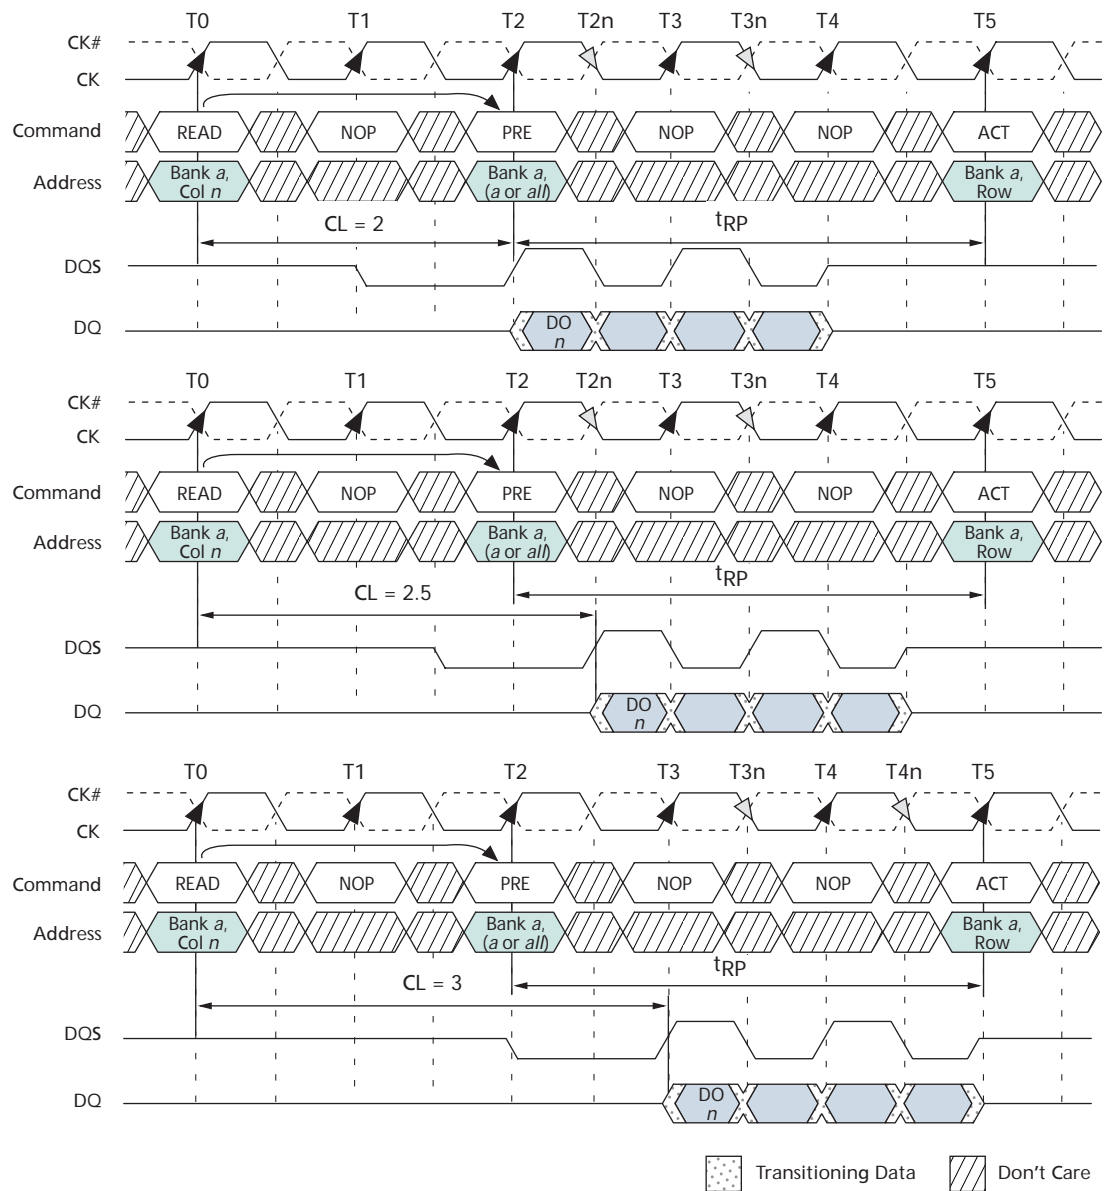 T0 T1 T2 T2n T3 T3n T4 T5
CK#
CK
Command READ NOP PRE NOP NOP ACT
Address Bank a, Col n Bank a, (a or all) Bank a, Row
CL = 2 tRP
DQS
DQ DO n
T0 T1 T2 T2n T3 T3n T4 T5
CK#
CK
Command READ NOP PRE NOP NOP ACT
Address Bank a, Col n Bank a, (a or all) Bank a, Row
tRP
CL = 2.5
DQS
DQ DO n
T0 T1 T2 T3 T3n T4 T4n T5
CK#
CK
Command READ NOP PRE NOP NOP ACT
Address Bank a, Col n Bank a, (a or all) Bank a, Row
tRP
CL = 3
DQS
DQ DO n
Transitioning Data Don't Care